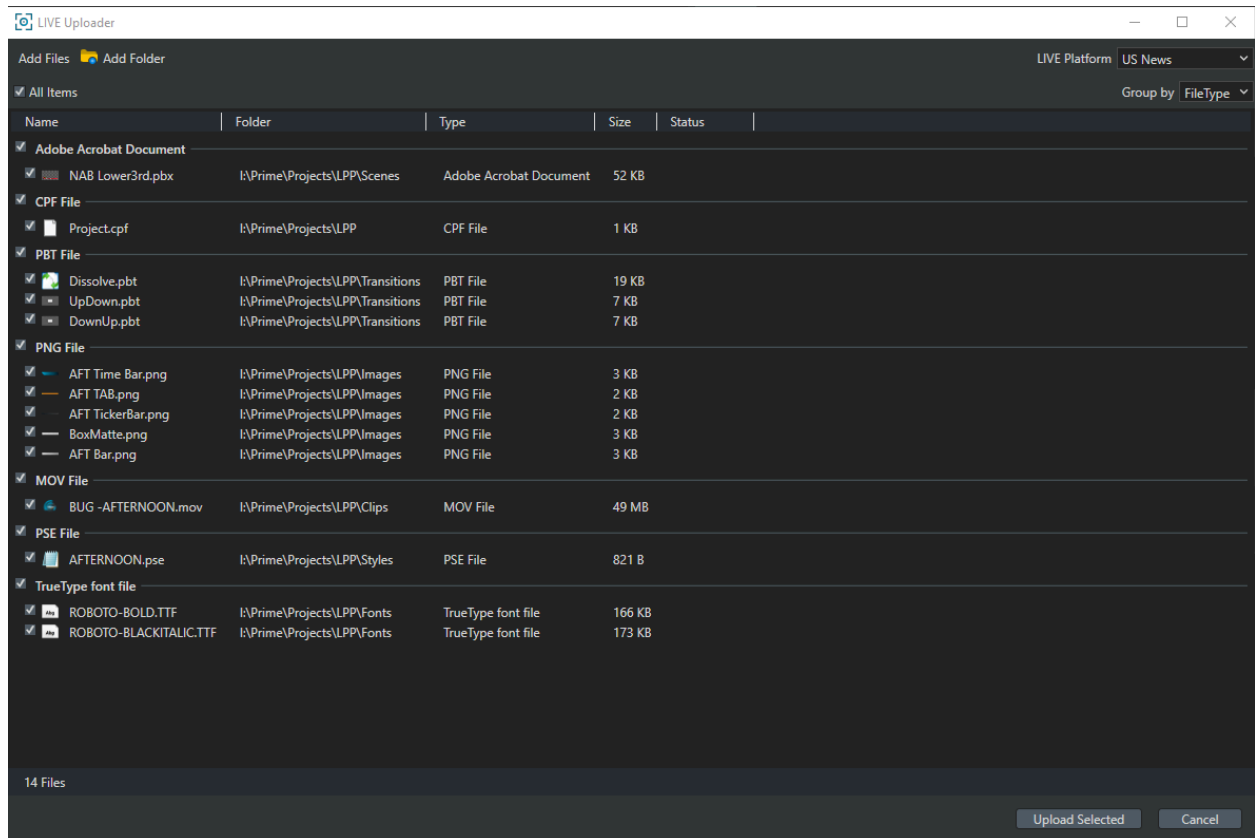 LIVE Uploader
Add Files Add Folder LIVE Platform US News
All Items Group by FileType
Name Folder Type Size Status
Adobe Acrobat Document
NAB Lower3rd.pbx I:\Prime\Projects\LPP\Scenes Adobe Acrobat Document 52 KB
CPF File
Project.cpf I:\Prime\Projects\LPP CPF File 1 KB
PBT File
Dissolve.pbt I:\Prime\Projects\LPP\Transitions PBT File 19 KB
UpDown.pbt I:\Prime\Projects\LPP\Transitions PBT File 7 KB
DownUp.pbt I:\Prime\Projects\LPP\Transitions PBT File 7 KB
PNG File
AFT Time Bar.png I:\Prime\Projects\LPP\Images PNG File 3 KB
AFT TAB.png I:\Prime\Projects\LPP\Images PNG File 2 KB
AFT TickerBar.png I:\Prime\Projects\LPP\Images PNG File 2 KB
BoxMatte.png I:\Prime\Projects\LPP\Images PNG File 3 KB
AFT Bar.png I:\Prime\Projects\LPP\Images PNG File 3 KB
MOV File
BUG -AFTERNOON.mov I:\Prime\Projects\LPP\Clips MOV File 49 MB
PSE File
AFTERNOON.pse I:\Prime\Projects\LPP\Styles PSE File 821 B
TrueType font file
ROBOTO-BOLD.TTF I:\Prime\Projects\LPP\Fonts TrueType font file 166 KB
ROBOTO-BLACKITALIC.TTF I:\Prime\Projects\LPP\Fonts TrueType font file 173 KB
14 Files
Upload Selected Cancel